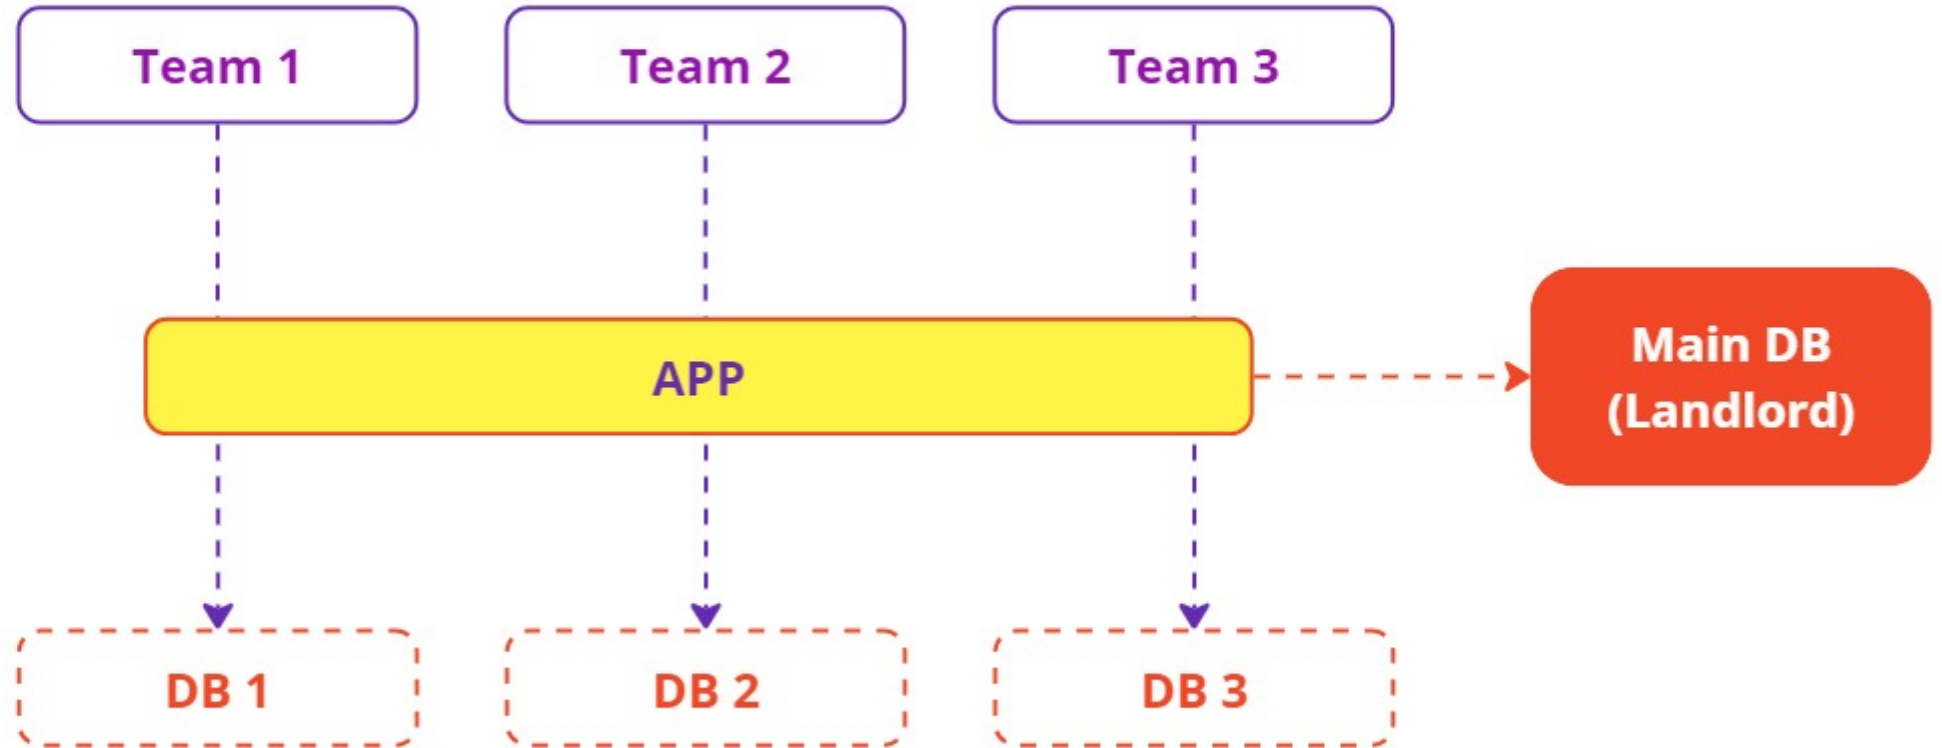 Team 1
Team 2
Team 3
APP
Main DB
(Landlord)
DB 1
DB 2
DB 3